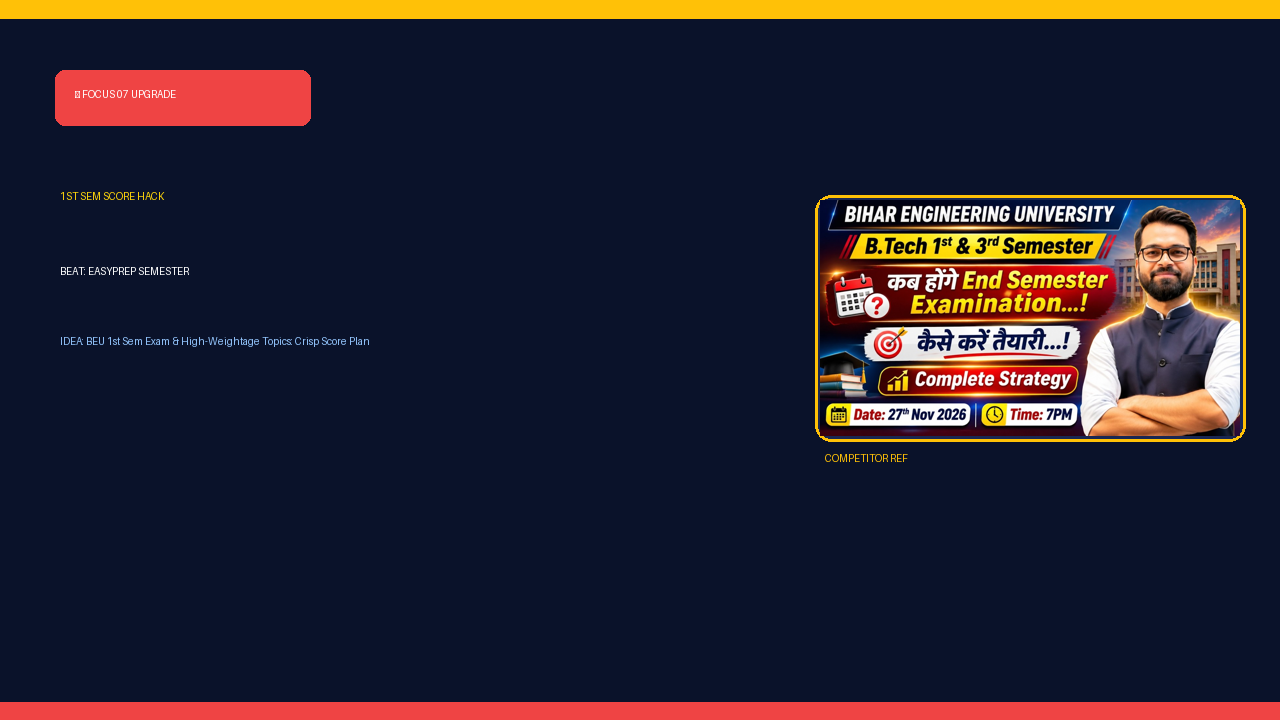 FOCUS 07 UPGRADE
1ST SEM SCORE HACK
BEAT: EASYPREP SEMESTER
IDEA: BEU 1st Sem Exam & High-Weightage Topics: Crisp Score Plan
BIHAR ENGINEERING UNIVERSITY
B.Tech 1st & 3rd Semester
कब होंगे End Semester
Examination...!
?
कैसे करें तैयारी...!
Complete Strategy
Date: 27th Nov 2026 Time: 7PM
COMPETITOR REF